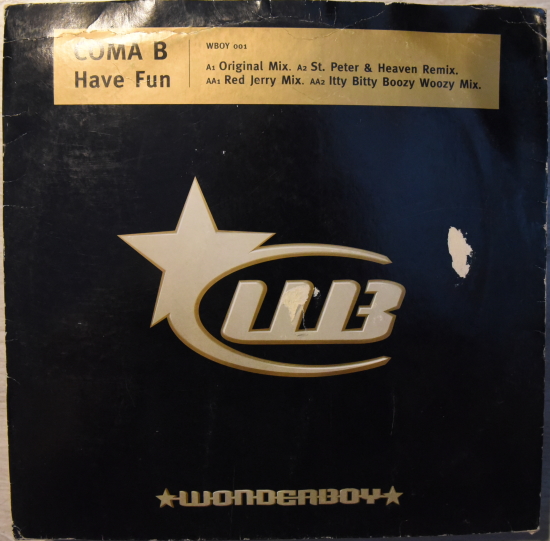 COMA B
Have Fun
WBOY 001
A1 Original Mix. A2 St. Peter & Heaven Remix.
AA1 Red Jerry Mix. AA2 Itty Bitty Boozy Woozy Mix.
WB
WONDERBOY